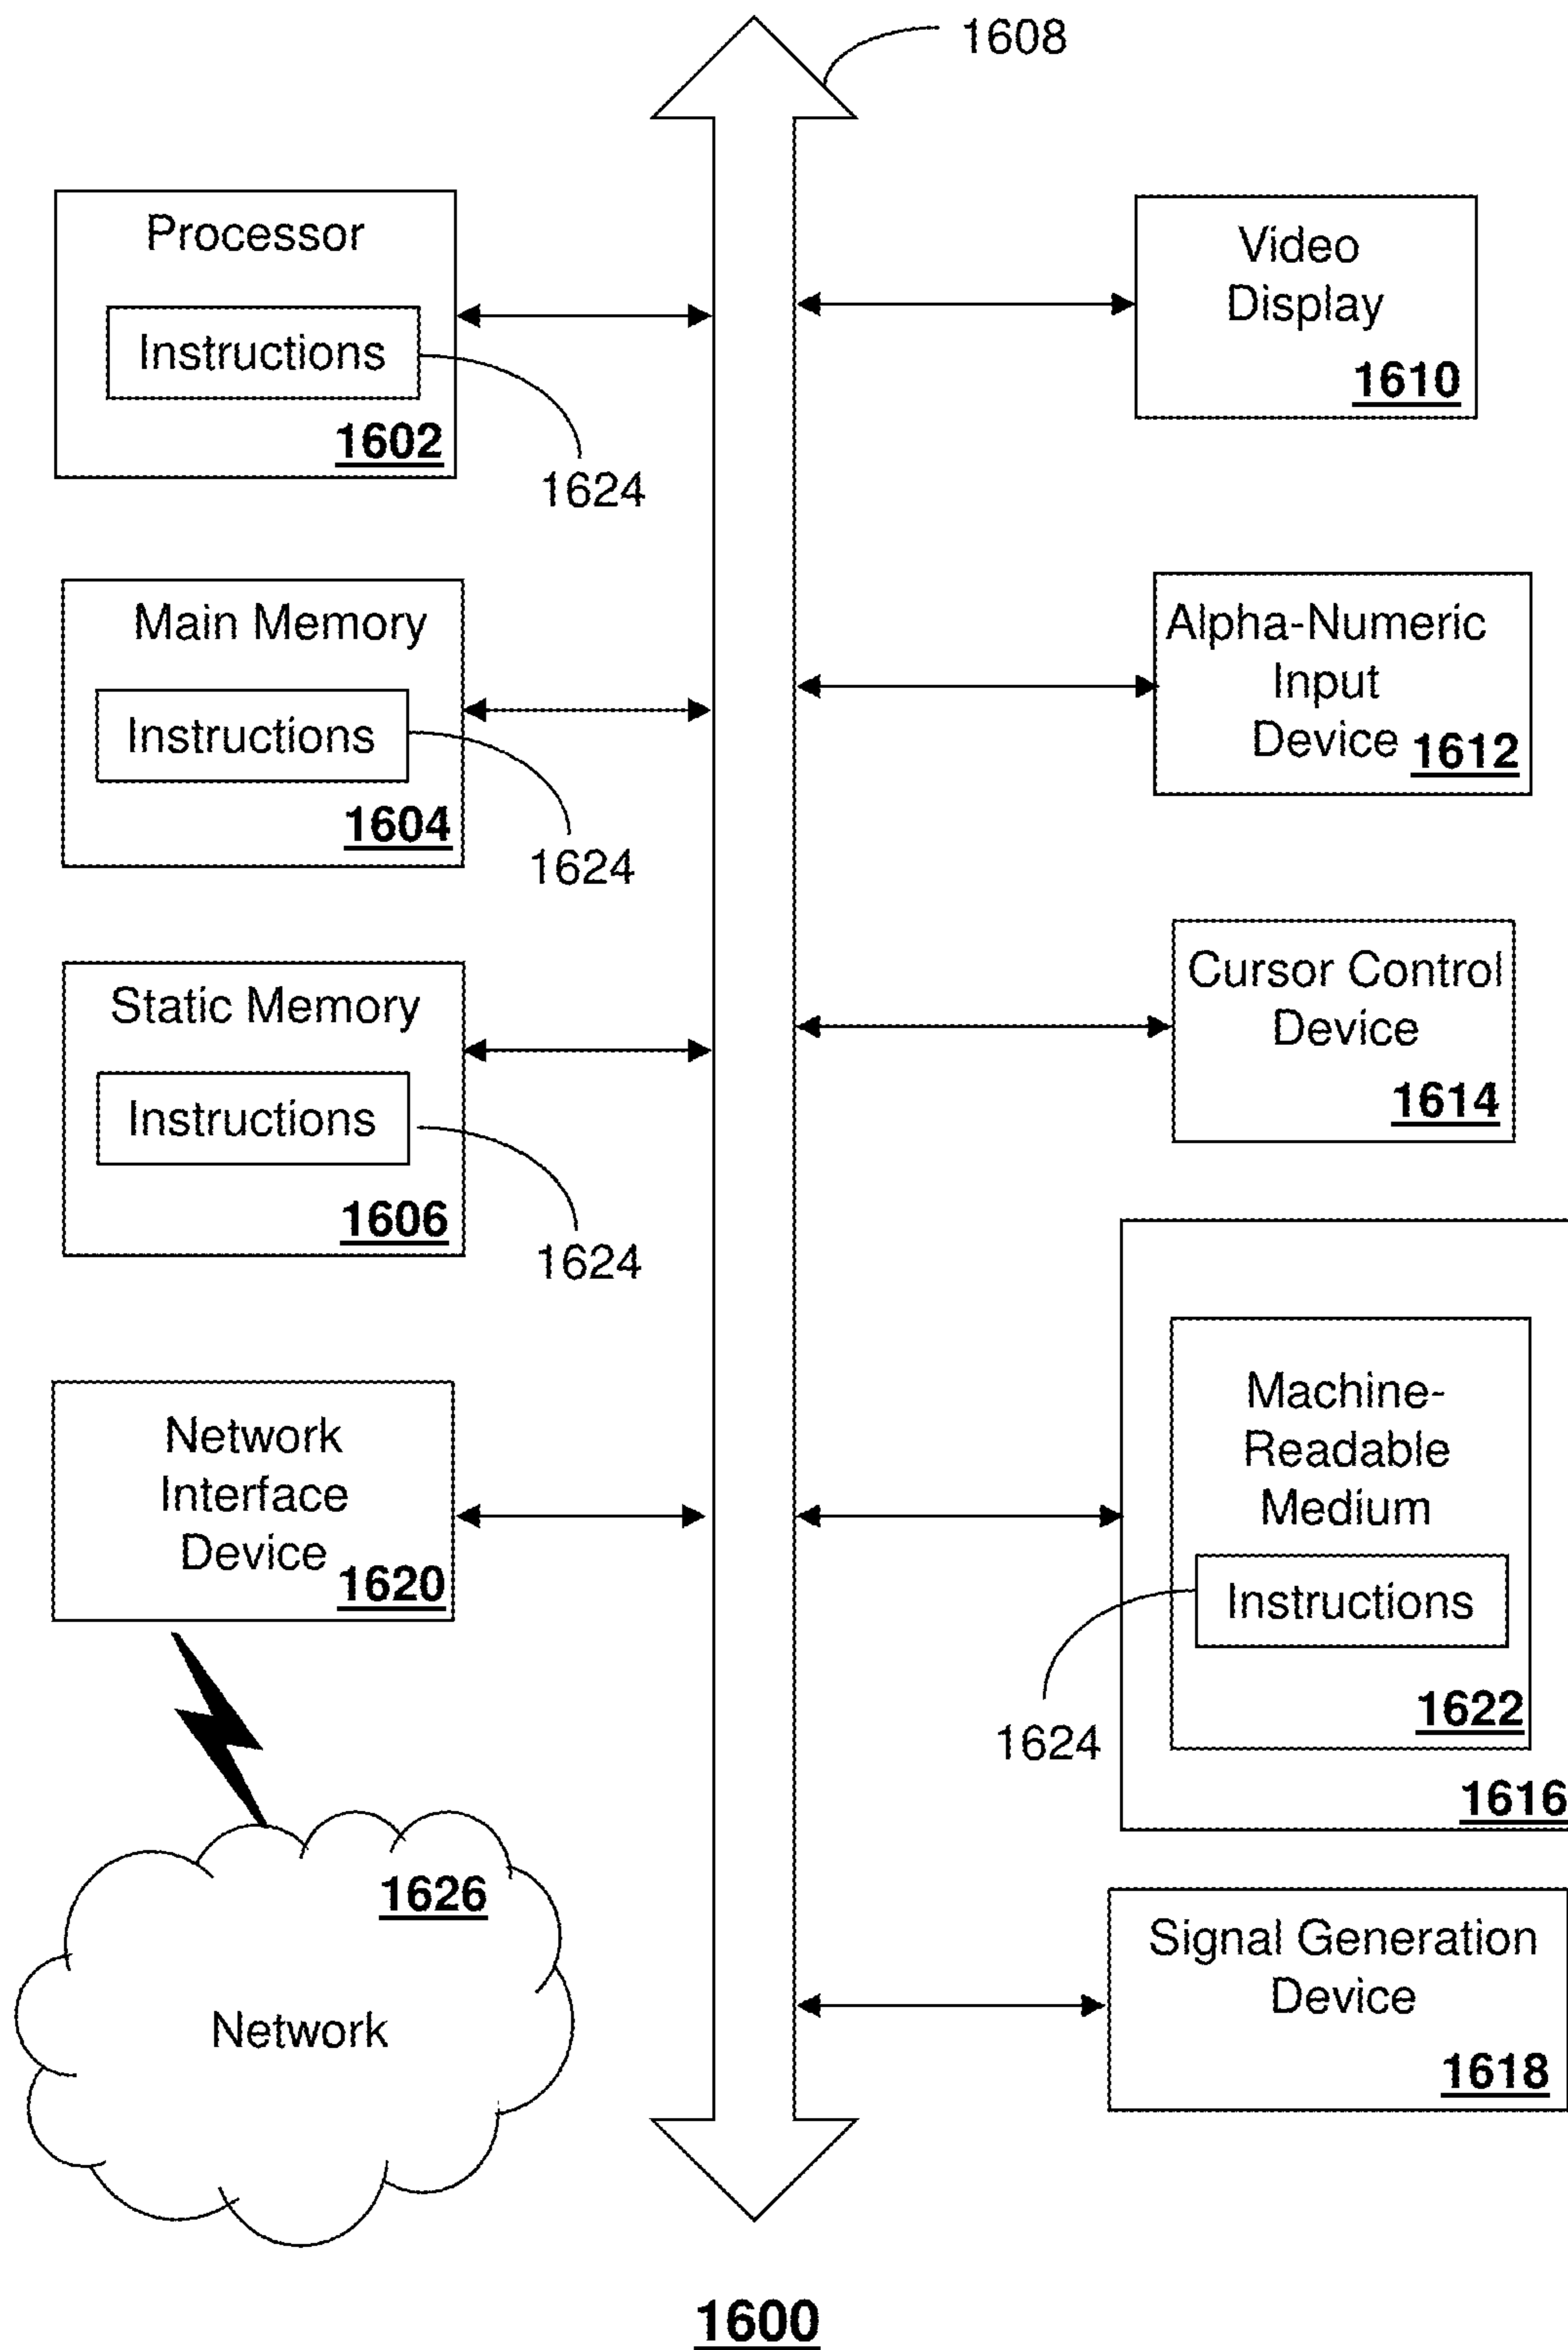 1608
Processor
Instructions
1602
1624
Main Memory
Instructions
1604
1624
Static Memory
Instructions
1606
1624
Network
Interface
Device
1620
1626
Network
Video
Display
1610
Alpha-Numeric
Input
Device 1612
Cursor Control
Device
1614
Machine-
Readable
Medium
Instructions
1622
1624
1616
Signal Generation
Device
1618
1600